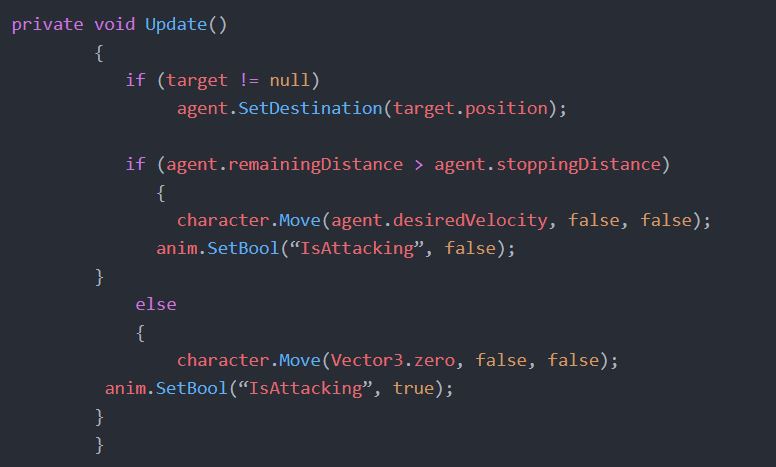 private void Update()
{
if (target != null)
agent.SetDestination(target.position);
if (agent.remainingDistance > agent.stoppingDistance)
{
character.Move(agent.desiredVelocity, false, false);
anim.SetBool(“IsAttacking”, false);
}
else
{
character.Move(Vector3.zero, false, false);
anim.SetBool(“IsAttacking”, true);
}
}